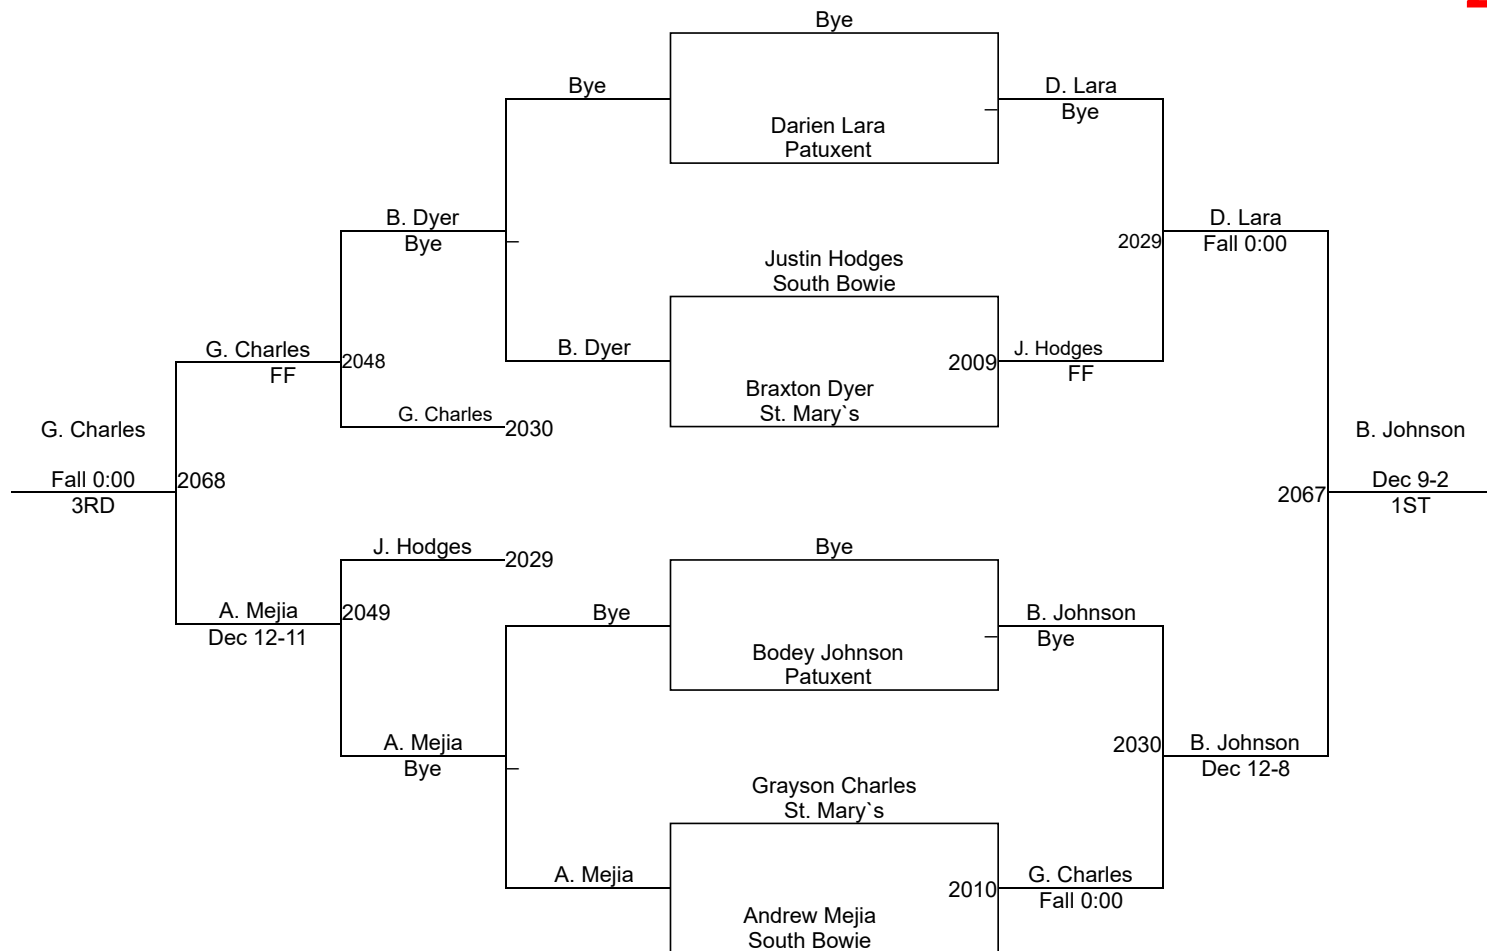 Bye
Bye
D. Lara
Bye
Darien Lara
Patuxent
B. Dyer
Bye
D. Lara
2029
Fall 0:00
Justin Hodges
South Bowie
G. Charles
FF
2048
B. Dyer
2009
J. Hodges
FF
Braxton Dyer
St. Mary`s
G. Charles
2030
G. Charles
Fall 0:00
3RD
2068
B. Johnson
2067
Dec 9-2
1ST
J. Hodges
2029
Bye
A. Mejia
Dec 12-11
2049
Bye
B. Johnson
Bye
Bodey Johnson
Patuxent
A. Mejia
Bye
2030
B. Johnson
Dec 12-8
Grayson Charles
St. Mary`s
A. Mejia
2010
G. Charles
Fall 0:00
Andrew Mejia
South Bowie